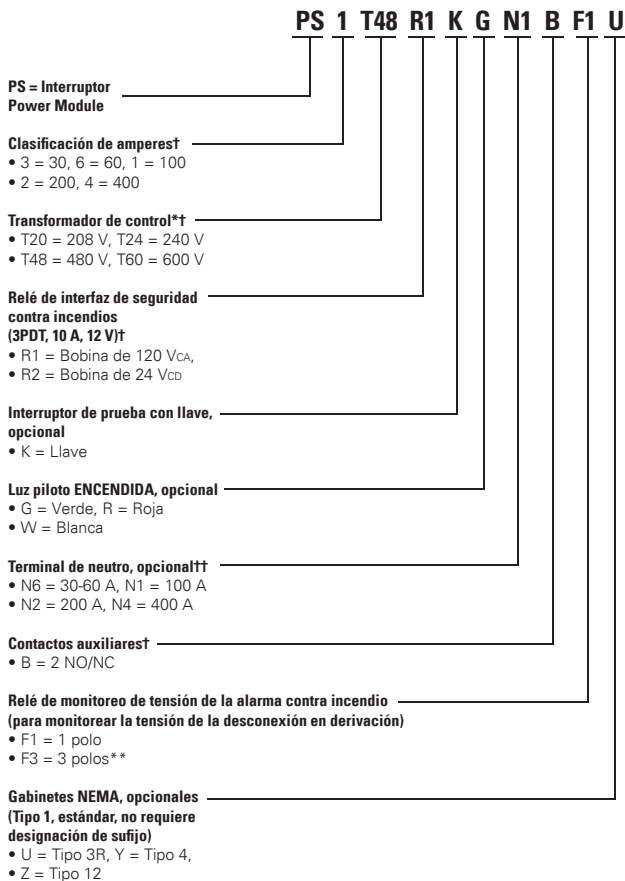 PS 1 T48 R1 K G N1 B F1 U
PS = Interruptor
Power Module
Clasificación de amperes†
• 3 = 30, 6 = 60, 1 = 100
• 2 = 200, 4 = 400
Transformador de control*†
• T20 = 208 V, T24 = 240 V
• T48 = 480 V, T60 = 600 V
Relé de interfaz de seguridad
contra incendios
(3PDT, 10 A, 12 V)†
• R1 = Bobina de 120 VCA,
• R2 = Bobina de 24 VCD
Interruptor de prueba con llave,
opcional
• K = Llave
Luz piloto ENCENDIDA, opcional
• G = Verde, R = Roja
• W = Blanca
Terminal de neutro, opcional††
• N6 = 30-60 A, N1 = 100 A
• N2 = 200 A, N4 = 400 A
Contactos auxiliares†
• B = 2 NO/NC
Relé de monitoreo de tensión de la alarma contra incendio
(para monitorear la tensión de la desconexión en derivación)
• F1 = 1 polo
• F3 = 3 polos**
Gabinetes NEMA, opcionales
(Tipo 1, estándar, no requiere
designación de sufijo)
• U = Tipo 3R, Y = Tipo 4,
• Z = Tipo 12